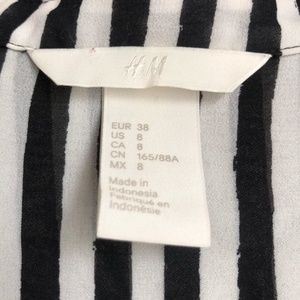 H&M
EUR 38
US 8
CA 8
CN 165/88A
MX 8
Made in
Indonesia
Fabriqué en
Indonésie